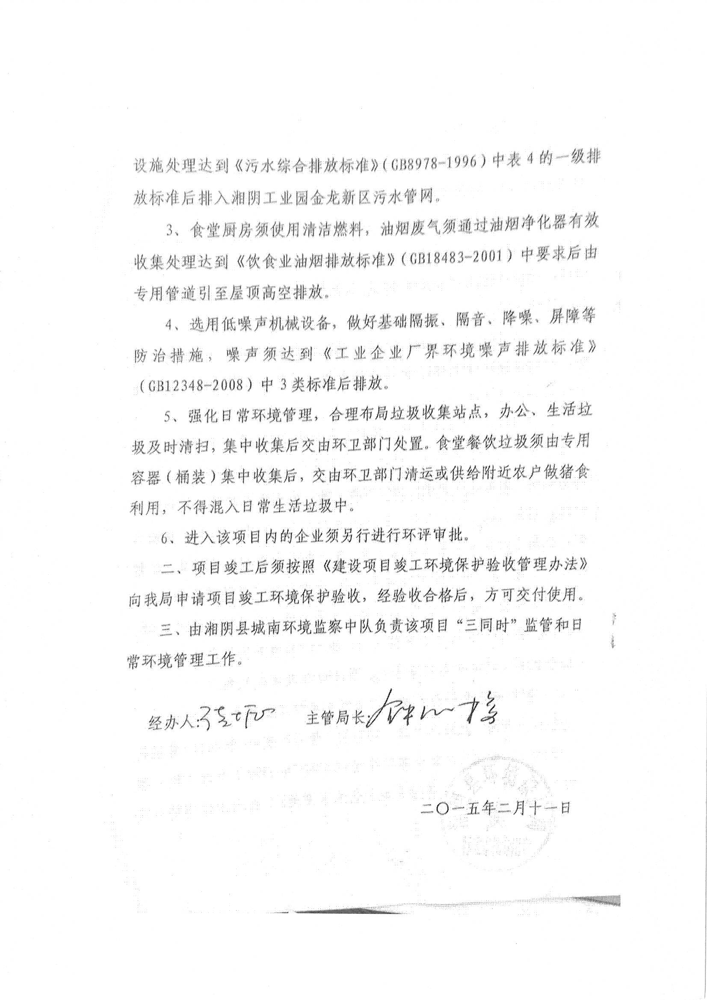 设施处理达到《污水综合排放标准》(GB8978-1996)中表 4 的一级排
放标准后排入湘阴工业园金龙新区污水管网。
3、食堂厨房须使用清洁燃料，油烟废气须通过油烟净化器有效
收集处理达到《饮食业油烟排放标准》(GB18483-2001)中要求后由
专用管道引至屋顶高空排放。
4、选用低噪声机械设备，做好基础隔振、隔音、降噪、屏障等
防治措施，噪声须达到《工业企业厂界环境噪声排放标准》
(GB12348-2008)中 3 类标准后排放。
5、强化日常环境管理，合理布局垃圾收集站点，办公、生活垃
圾及时清扫，集中收集后交由环卫部门处置。食堂餐饮垃圾须由专用
容器(桶装)集中收集后，交由环卫部门清运或供给附近农户做猪食
利用，不得混入日常生活垃圾中。
6、进入该项目内的企业须另行进行环评审批。
二、项目竣工后须按照《建设项目竣工环境保护验收管理办法》
向我局申请项目竣工环境保护验收，经验收合格后，方可交付使用。
三、由湘阴县城南环境监察中队负责该项目“三同时”监管和日
常环境管理工作。
经办人: 主管局长:
二〇一五年二月十一日